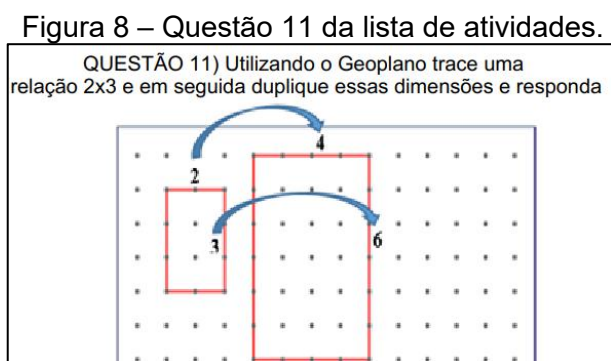 Figura 8 – Questão 11 da lista de atividades.
QUESTÃO 11) Utilizando o Geoplano trace uma
relação 2x3 e em seguida duplique essas dimensões e responda
4
2
3
6